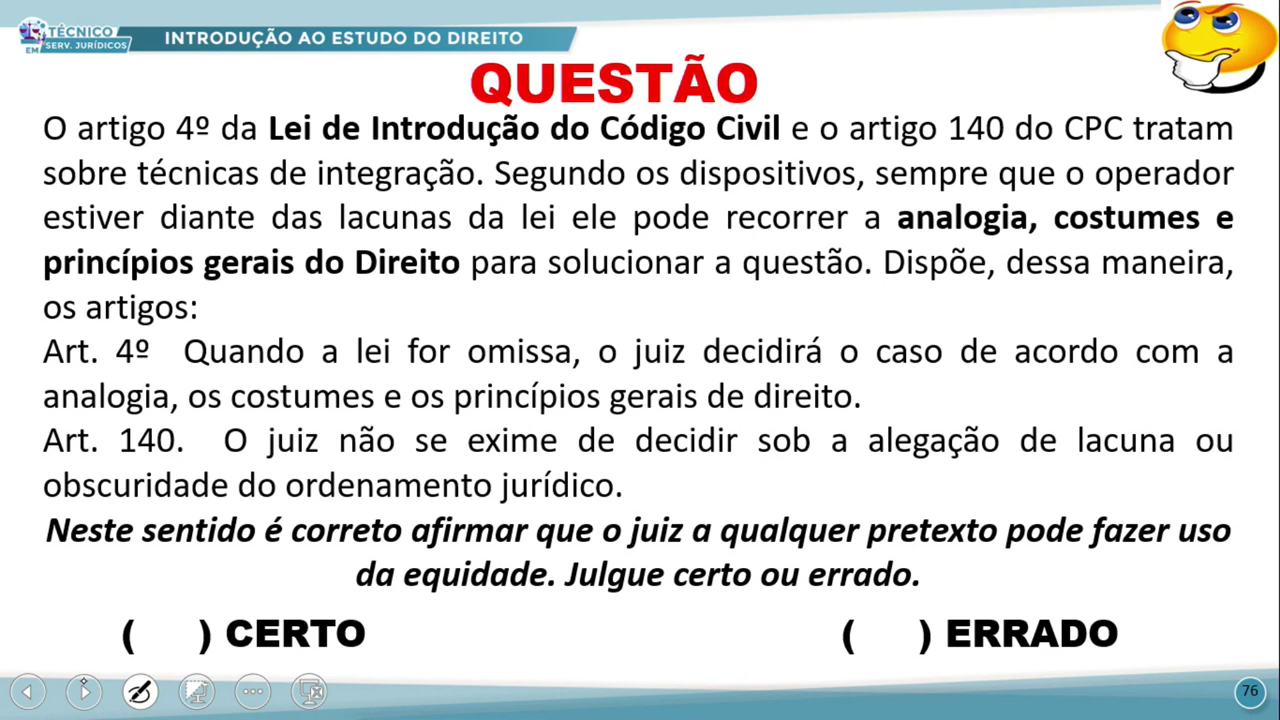 TÉCNICO
EM SERV. JURÍDICOS
INTRODUÇÃO AO ESTUDO DO DIREITO
QUESTÃO
O artigo 4º da Lei de Introdução do Código Civil e o artigo 140 do CPC tratam
sobre técnicas de integração. Segundo os dispositivos, sempre que o operador
estiver diante das lacunas da lei ele pode recorrer a analogia, costumes e
princípios gerais do Direito para solucionar a questão. Dispõe, dessa maneira,
os artigos:
Art. 4º Quando a lei for omissa, o juiz decidirá o caso de acordo com a
analogia, os costumes e os princípios gerais de direito.
Art. 140. O juiz não se exime de decidir sob a alegação de lacuna ou
obscuridade do ordenamento jurídico.
Neste sentido é correto afirmar que o juiz a qualquer pretexto pode fazer uso
da equidade. Julgue certo ou errado.
( ) CERTO ( ) ERRADO
76